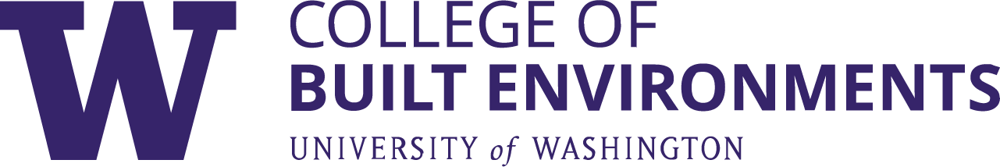 W
COLLEGE OF
BUILT ENVIRONMENTS
UNIVERSITY of WASHINGTON